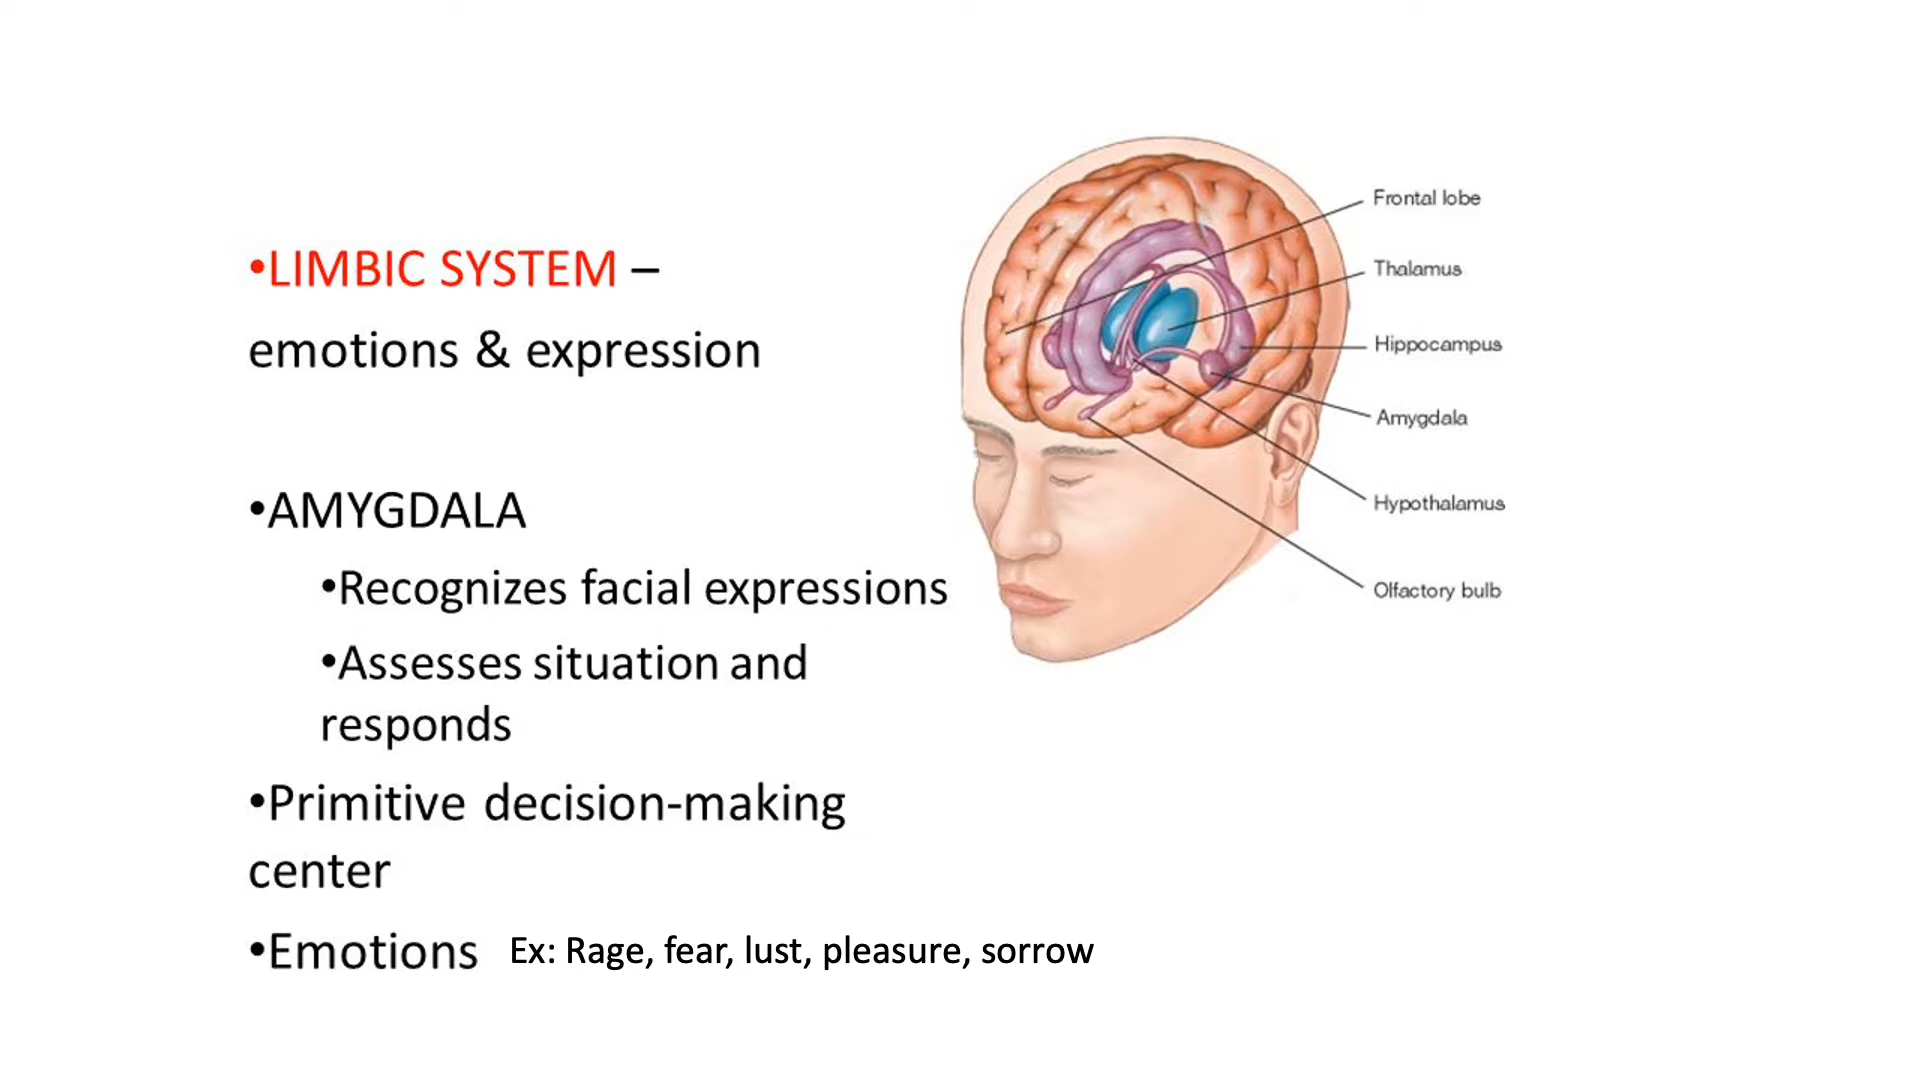 •LIMBIC SYSTEM –
emotions & expression
•AMYGDALA
•Recognizes facial expressions
•Assesses situation and
responds
•Primitive decision-making
center
•Emotions Ex: Rage, fear, lust, pleasure, sorrow
Frontal lobe
Thalamus
Hippocampus
Amygdala
Hypothalamus
Olfactory bulb